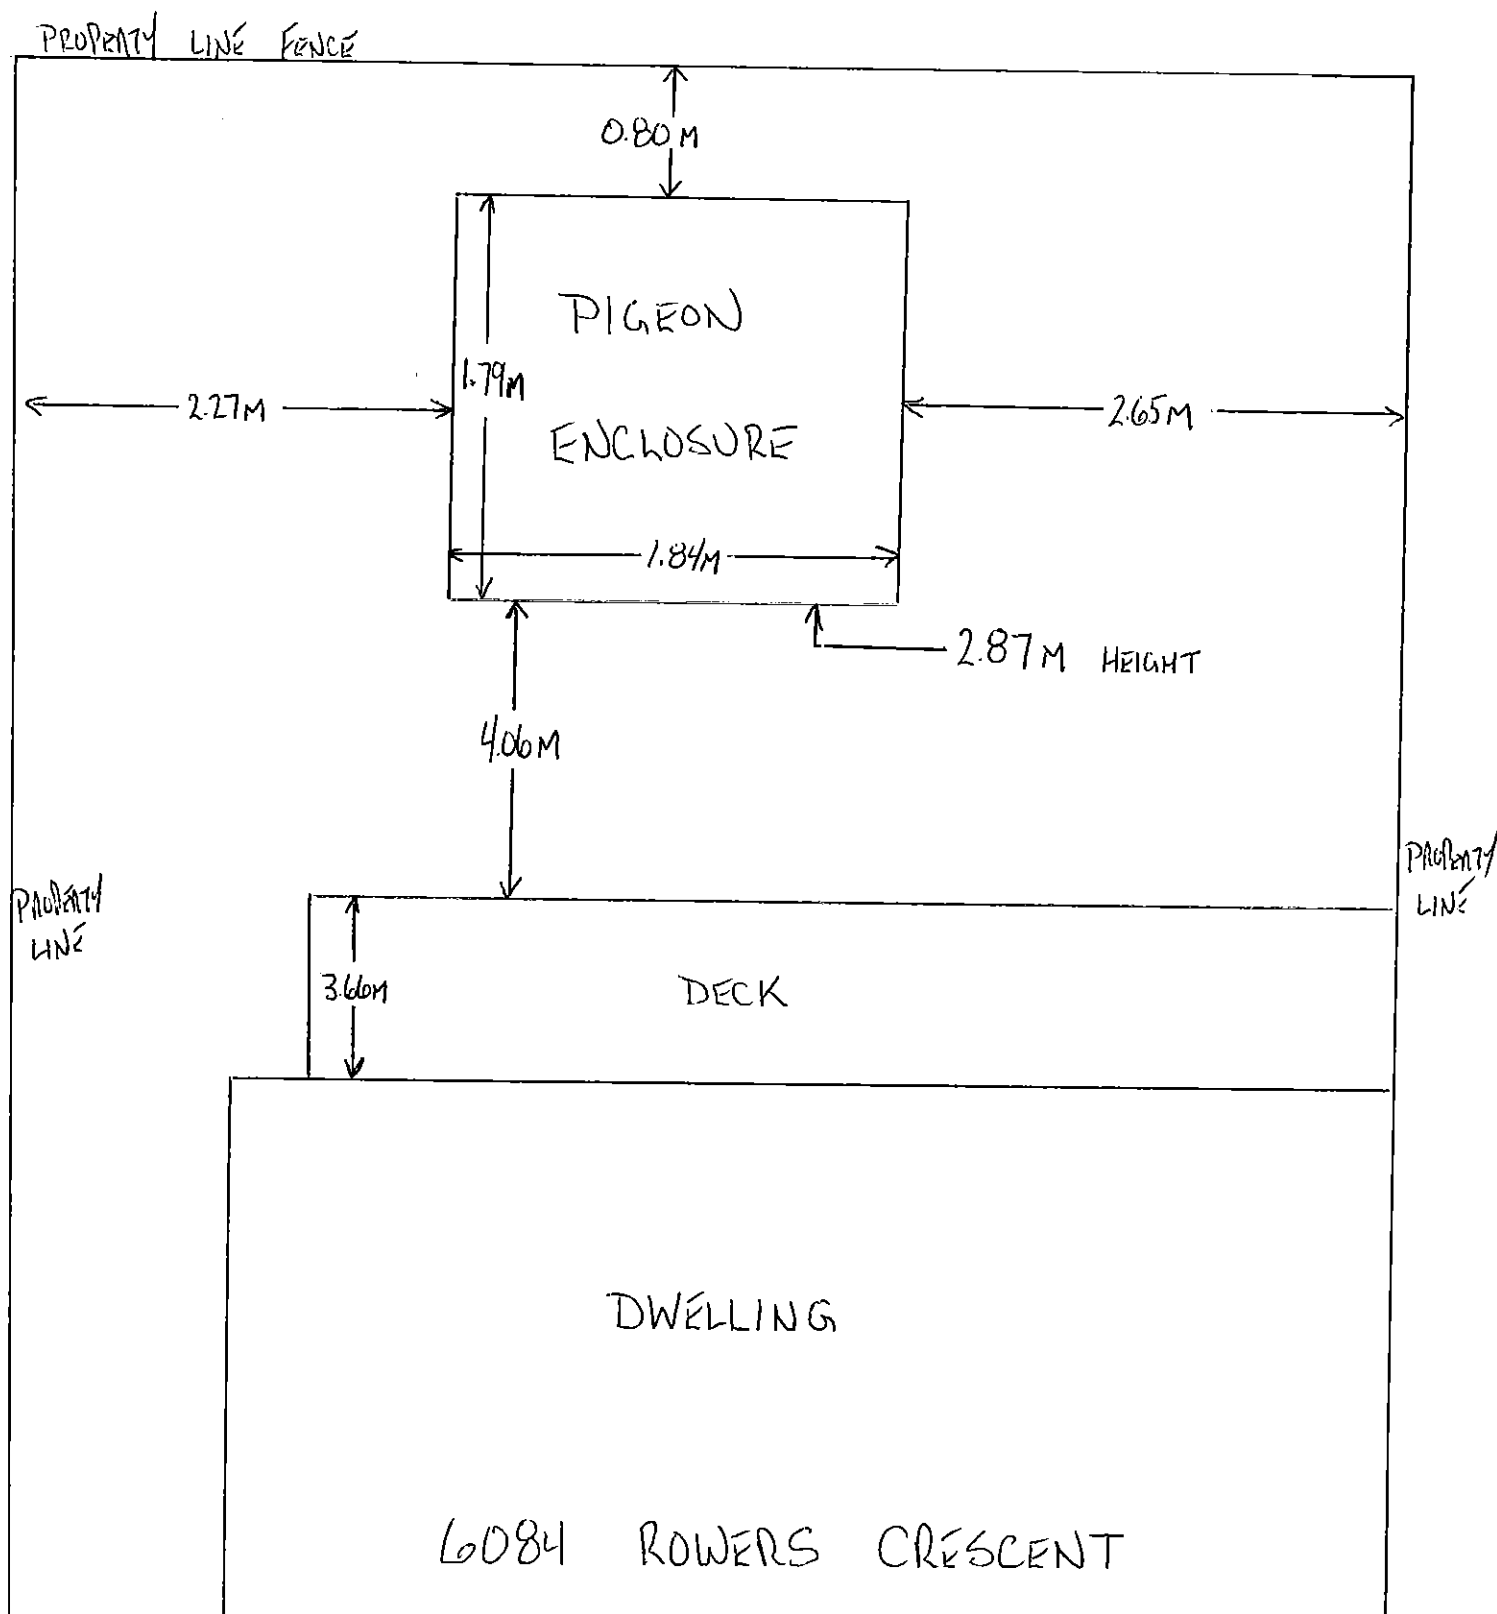 PROPERTY LINE FENCE
0.80 M
PIGEON
1.79M
2.27M
2.65M
ENCLOSURE
1.84M
2.87M HEIGHT
4.06M
PROPERTY
LINE
PROPERTY
LINE
3.66M
DECK
DWELLING
6084 ROWERS CRESCENT